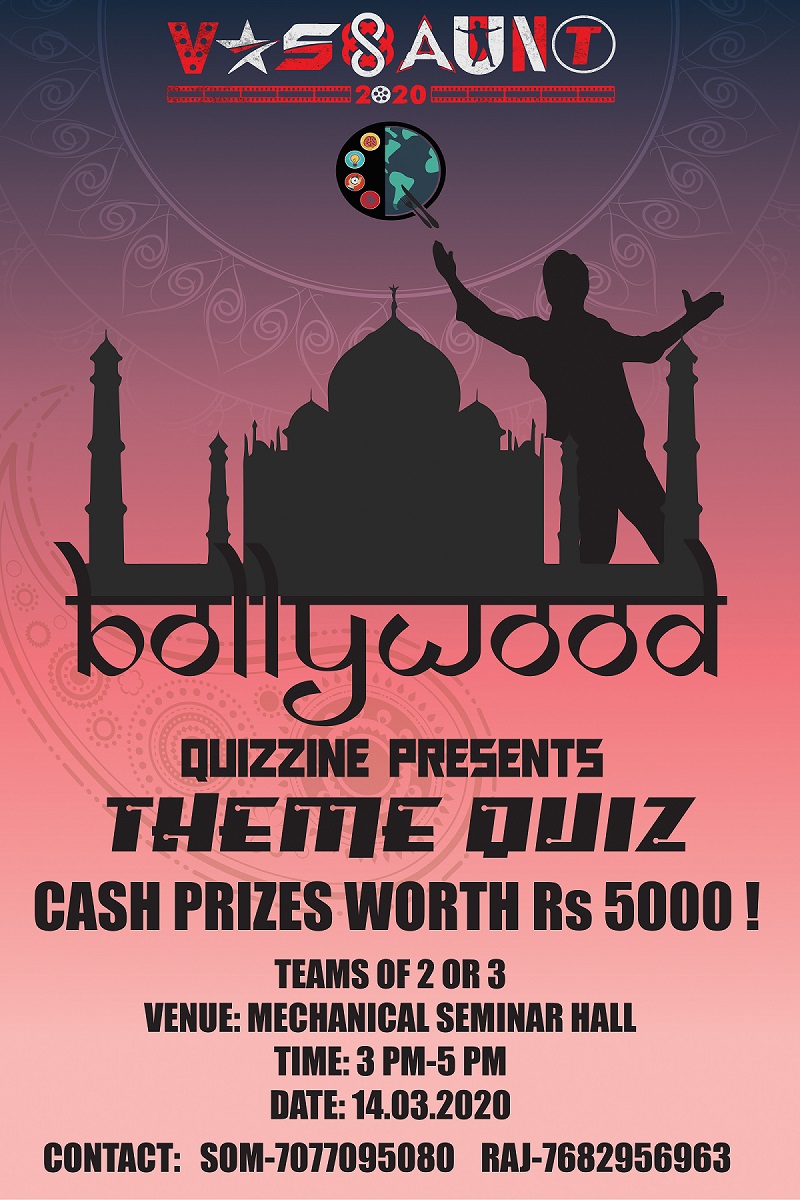 VASSAUNT
2020
bollywood
QUIZZINE PRESENTS
THEME QUIZ
CASH PRIZES WORTH Rs 5000 !
TEAMS OF 2 OR 3
VENUE: MECHANICAL SEMINAR HALL
TIME: 3 PM-5 PM
DATE: 14.03.2020
CONTACT: SOM-7077095080 RAJ-7682956963